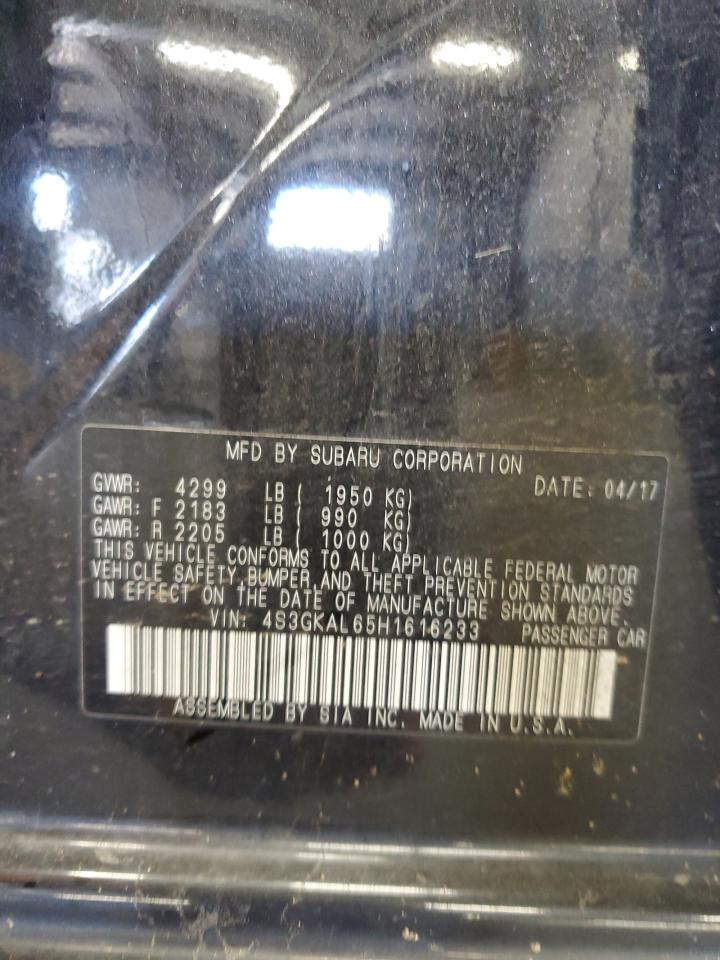 MFD BY SUBARU CORPORATION
DATE: 04/17
GVWR: 4299 LB ( 1950 KG)
GAWR: F 2183 LB ( 990 KG)
GAWR: R 2205 LB ( 1000 KG)
THIS VEHICLE CONFORMS TO ALL APPLICABLE FEDERAL MOTOR
VEHICLE SAFETY, BUMPER, AND THEFT PREVENTION STANDARDS
IN EFFECT ON THE DATE OF MANUFACTURE SHOWN ABOVE.
VIN: 4S3GKAL65H1616233 PASSENGER CAR
ASSEMBLED BY SIA INC. MADE IN U.S.A.